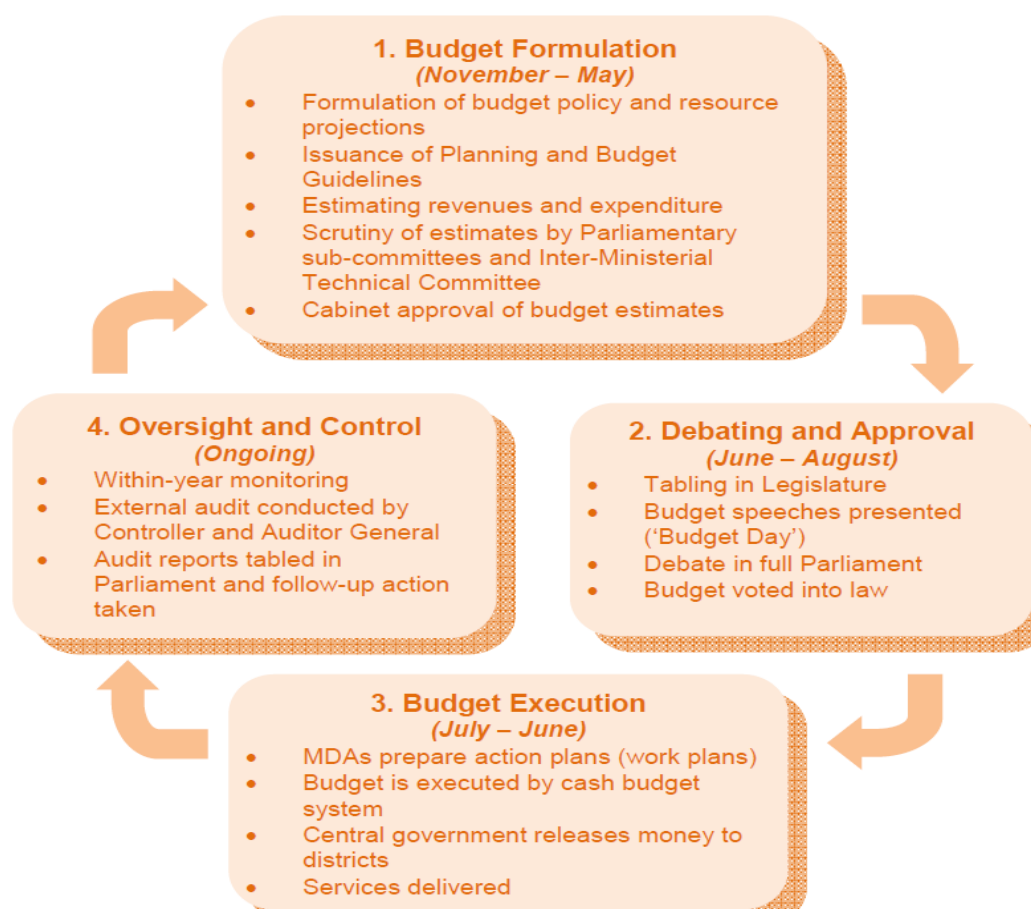 1. Budget Formulation
(November – May)
• Formulation of budget policy and resource
projections
• Issuance of Planning and Budget
Guidelines
• Estimating revenues and expenditure
• Scrutiny of estimates by Parliamentary
sub-committees and Inter-Ministerial
Technical Committee
• Cabinet approval of budget estimates
2. Debating and Approval
(June – August)
• Tabling in Legislature
• Budget speeches presented
(‘Budget Day’)
• Debate in full Parliament
• Budget voted into law
3. Budget Execution
(July – June)
• MDAs prepare action plans (work plans)
• Budget is executed by cash budget
system
• Central government releases money to
districts
• Services delivered
4. Oversight and Control
(Ongoing)
• Within-year monitoring
• External audit conducted by
Controller and Auditor General
• Audit reports tabled in
Parliament and follow-up action
taken